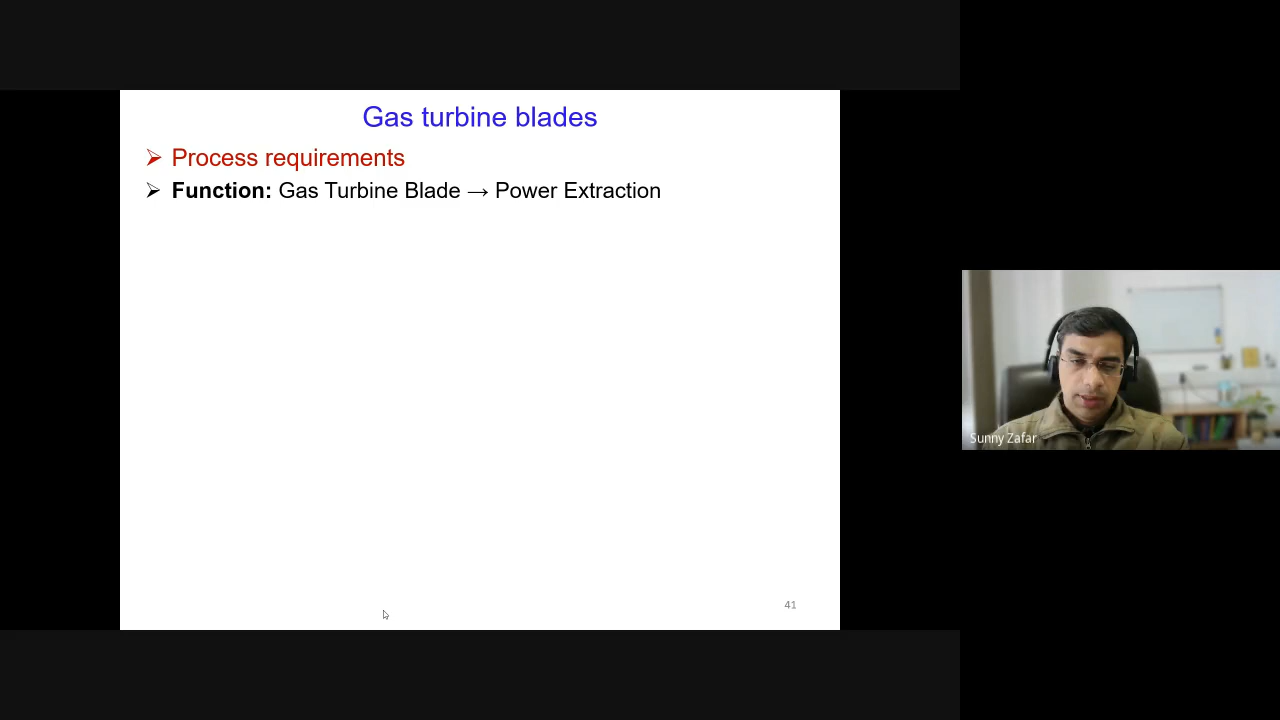 Gas turbine blades
➢ Process requirements
➢ Function: Gas Turbine Blade → Power Extraction
41
Sunny Zafar